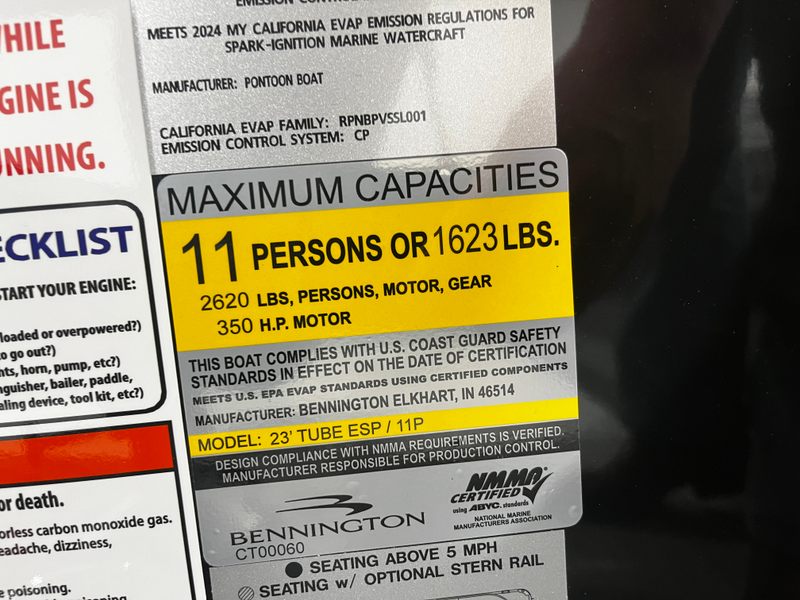 MEETS 2024 MY CALIFORNIA EVAP EMISSION REGULATIONS FOR
SPARK-IGNITION MARINE WATERCRAFT
MANUFACTURER: PONTOON BOAT
CALIFORNIA EVAP FAMILY: RPNBPVSSL001
EMISSION CONTROL SYSTEM: CP
HILE
GINE IS
NNING.
ECKLIST
START YOUR ENGINE:
loaded or overpowered?)
o go out?)
hts, horn, pump, etc?)
nguisher, bailer, paddle,
aling device, tool kit, etc?)
or death.
orless carbon monoxide gas.
eadache, dizziness,
e poisoning.
MAXIMUM CAPACITIES
11 PERSONS OR 1623 LBS.
2620 LBS, PERSONS, MOTOR, GEAR
350 H.P. MOTOR
THIS BOAT COMPLIES WITH U.S. COAST GUARD SAFETY
STANDARDS IN EFFECT ON THE DATE OF CERTIFICATION
MEETS U.S. EPA EVAP STANDARDS USING CERTIFIED COMPONENTS
MANUFACTURER: BENNINGTON ELKHART, IN 46514
MODEL: 23' TUBE ESP / 11P
DESIGN COMPLIANCE WITH NMMA REQUIREMENTS IS VERIFIED.
MANUFACTURER RESPONSIBLE FOR PRODUCTION CONTROL.
BENNINGTON
CT00060
NMMA
CERTIFIED
using ABYC. standards
NATIONAL MARINE
MANUFACTURERS ASSOCIATION
SEATING ABOVE 5 MPH
SEATING w/ OPTIONAL STERN RAIL